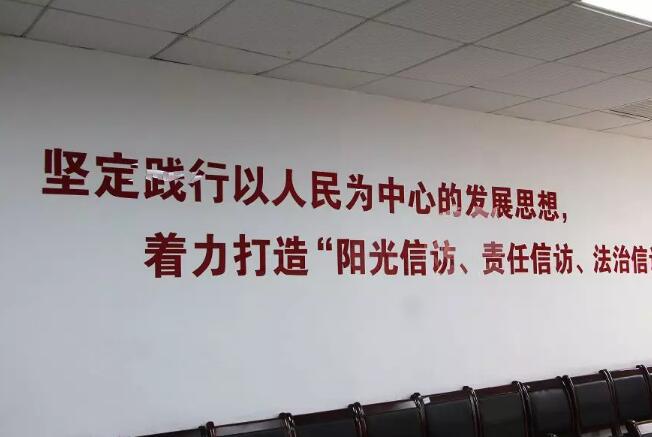 坚定践行以人民为中心的发展思想，
着力打造“阳光信访、责任信访、法治信